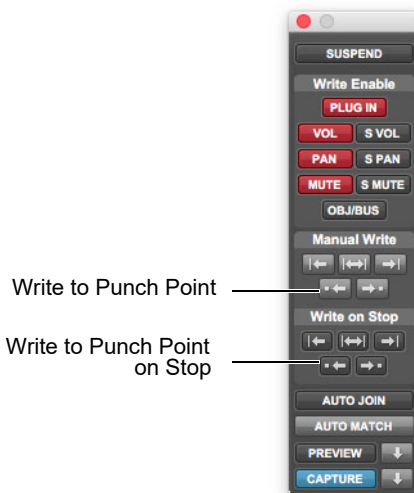 SUSPEND
Write Enable
PLUG IN
VOL S VOL
PAN S PAN
MUTE S MUTE
OBJ/BUS
Manual Write
Write to Punch Point
Write on Stop
Write to Punch Point
on Stop
AUTO JOIN
AUTO MATCH
PREVIEW
CAPTURE